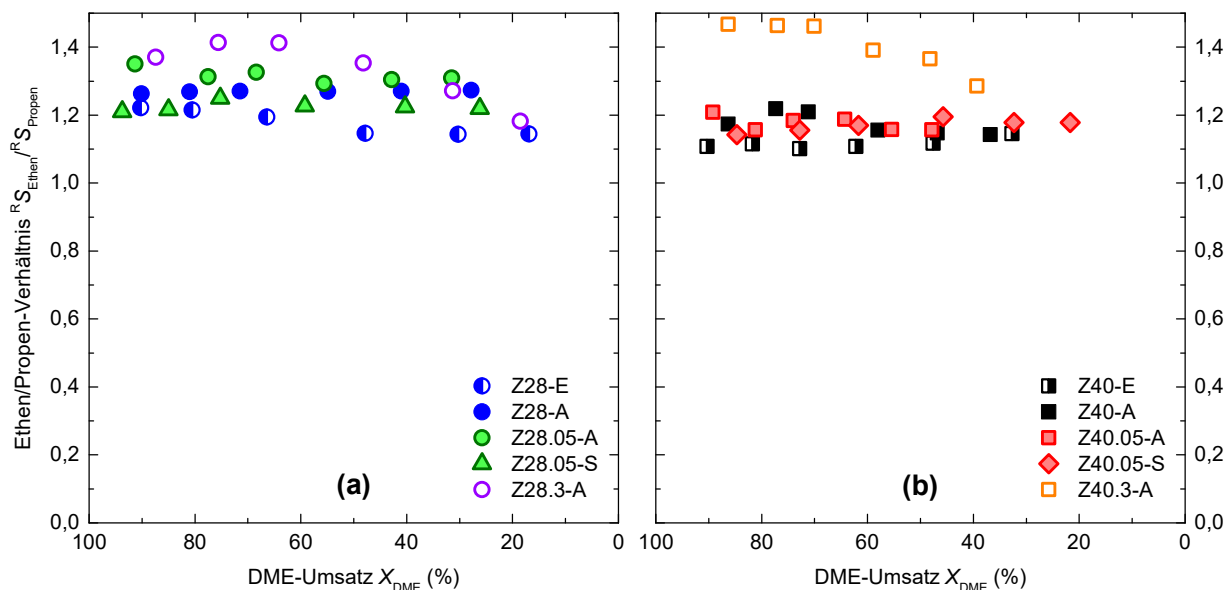 Ethen/Propen-Verhältnis ᴿS_Ethen/ᴿS_Propen
1,4
1,2
1,0
0,8
0,6
0,4
0,2
0,0
100 80 60 40 20 0
DME-Umsatz X_DME (%)
Z28-E
Z28-A
Z28.05-A
Z28.05-S
Z28.3-A
(a)
1,4
1,2
1,0
0,8
0,6
0,4
0,2
0,0
100 80 60 40 20 0
DME-Umsatz X_DME (%)
Z40-E
Z40-A
Z40.05-A
Z40.05-S
Z40.3-A
(b)